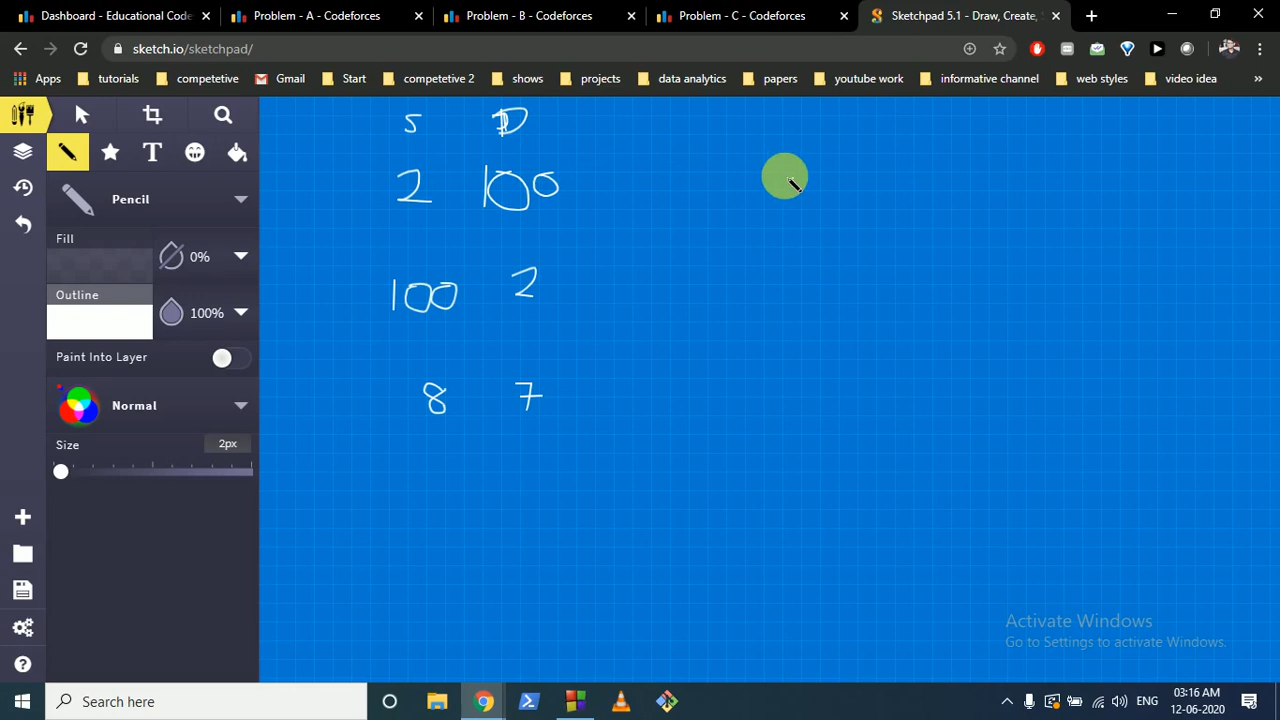 Dashboard - Educational Code
Problem - A - Codeforces
Problem - B - Codeforces
Problem - C - Codeforces
Sketchpad 5.1 - Draw, Create,
sketch.io/sketchpad/
Apps
tutorials
competetive
Gmail
Start
competetive 2
shows
projects
data analytics
papers
youtube work
informative channel
web styles
video idea
»
S D
2 100
100 2
8 7
Pencil
Fill
0%
Outline
100%
Paint Into Layer
Normal
Size
2px
Activate Windows
Go to Settings to activate Windows.
Search here
ENG
03:16 AM
12-06-2020